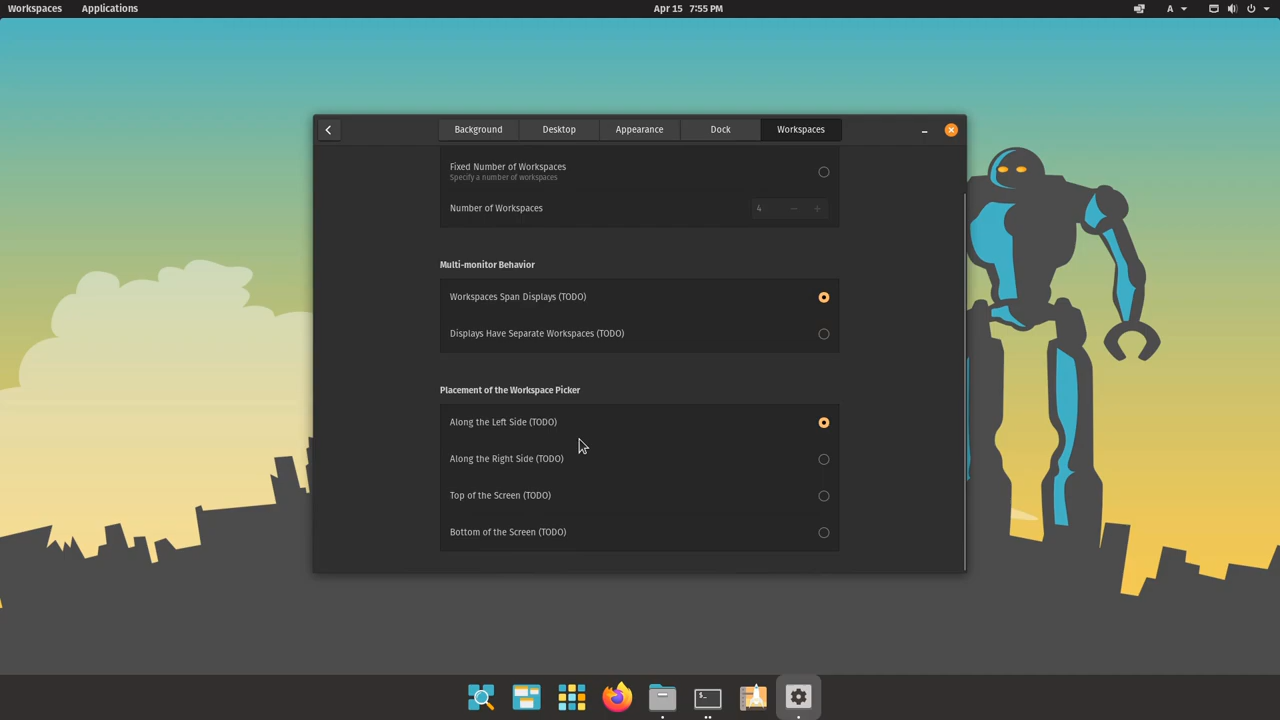 Workspaces Applications Apr 15 7:55 PM A
Background Desktop Appearance Dock Workspaces
Fixed Number of Workspaces
Specify a number of workspaces
Number of Workspaces 4 − +
Multi-monitor Behavior
Workspaces Span Displays (TODO)
Displays Have Separate Workspaces (TODO)
Placement of the Workspace Picker
Along the Left Side (TODO)
Along the Right Side (TODO)
Top of the Screen (TODO)
Bottom of the Screen (TODO)
$_